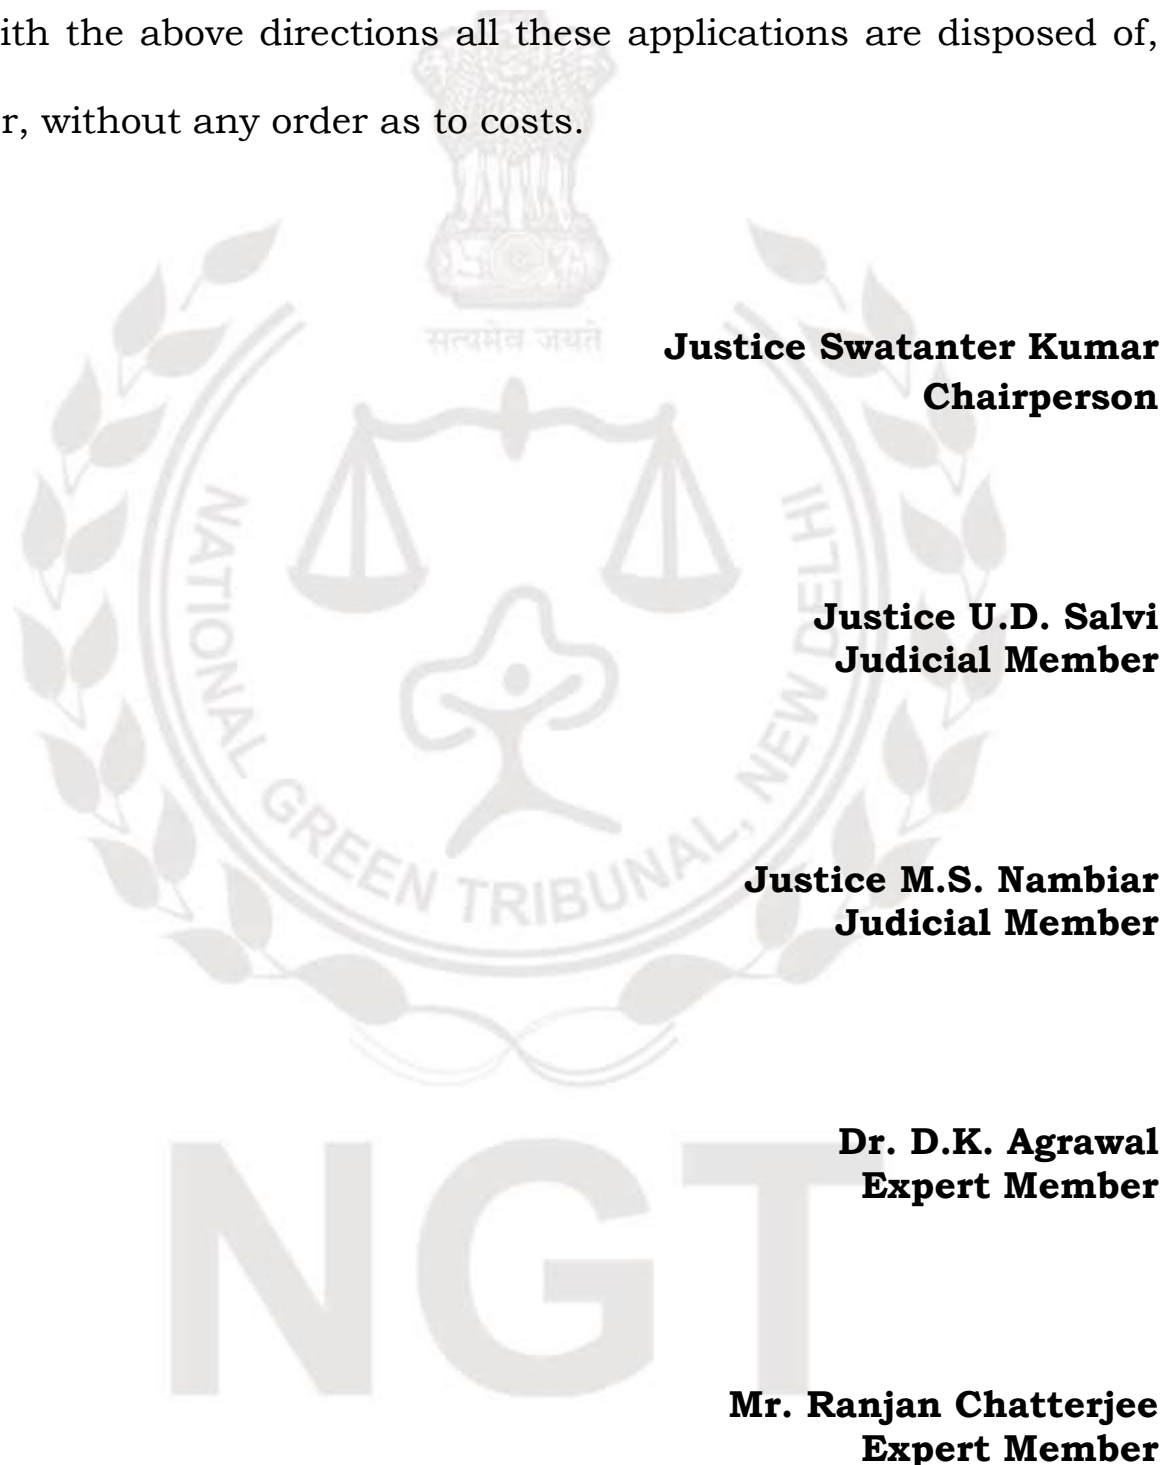 ith the above directions all these applications are disposed of,
r, without any order as to costs.
सत्यमेव जयते
Justice Swatanter Kumar
Chairperson
NATIONAL GREEN TRIBUNAL, NEW DELHI
Justice U.D. Salvi
Judicial Member
Justice M.S. Nambiar
Judicial Member
Dr. D.K. Agrawal
Expert Member
NGT
Mr. Ranjan Chatterjee
Expert Member